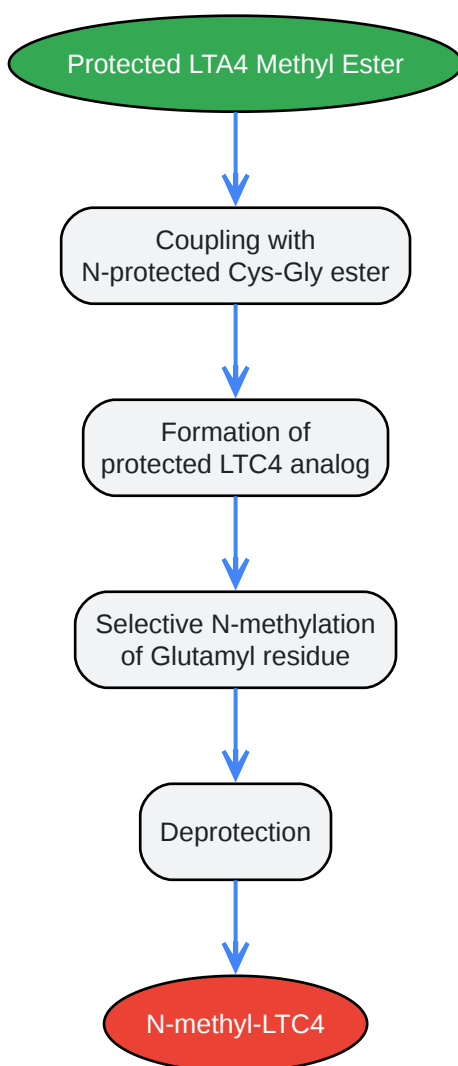 Protected LTA4 Methyl Ester
Coupling with
N-protected Cys-Gly ester
Formation of
protected LTC4 analog
Selective N-methylation
of Glutamyl residue
Deprotection
N-methyl-LTC4